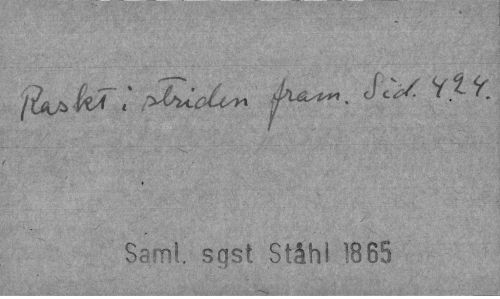 Raskt i striden fram. Sid. 424.
Saml. sgst Ståhl 1865